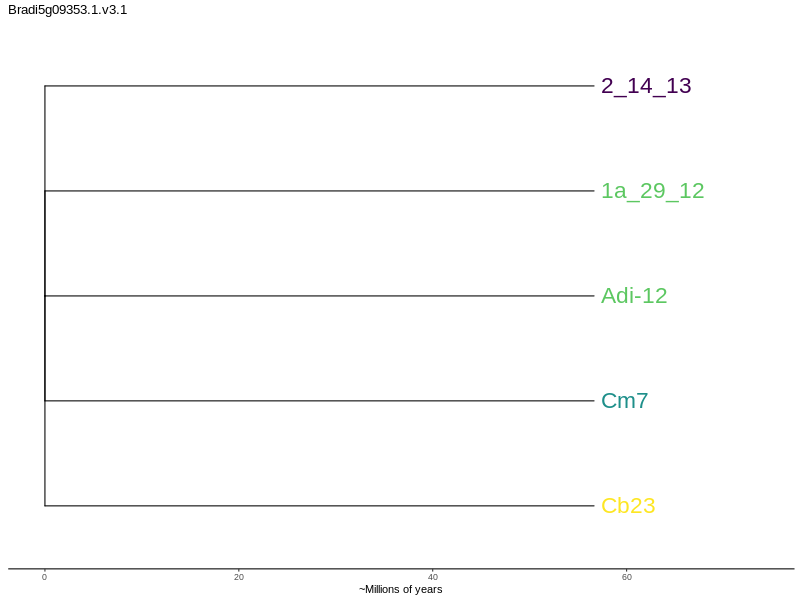 Bradi5g09353.1.v3.1
2_14_13
1a_29_12
Adi-12
Cm7
Cb23
0 20 40 60
~Millions of years